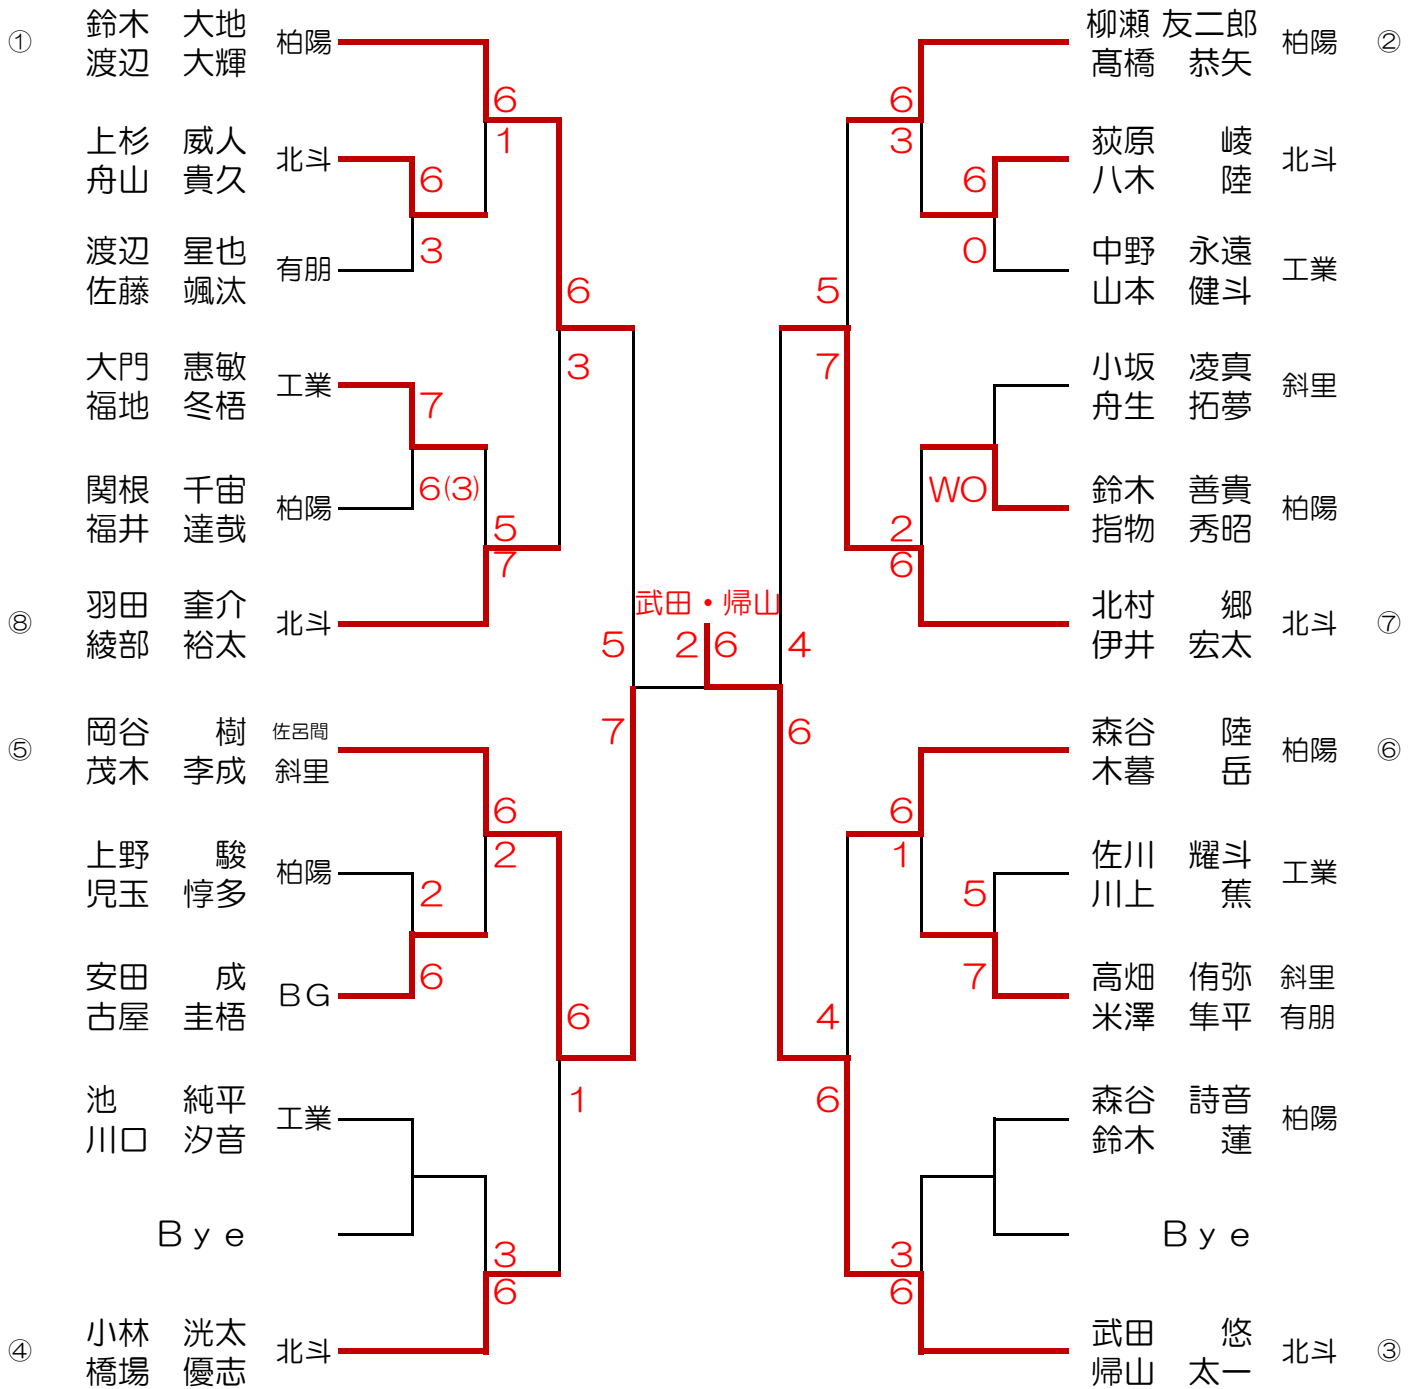 ① 鈴木 大地 柏陽
渡辺 大輝
6
1
上杉 威人 北斗
舟山 貴久
6
3
渡辺 星也 有朋
佐藤 颯汰
6
3
大門 惠敏 工業
福地 冬梧
7
6(3)
関根 千宙 柏陽
福井 達哉
5
7
⑧ 羽田 奎介 北斗
綾部 裕太
5
7
⑤ 岡谷 樹 佐呂間
茂木 李成 斜里
6
2
上野 駿 柏陽
児玉 惇多
2
6
安田 成 BG
古屋 圭梧
6
1
池 純平 工業
川口 汐音
Bye
3
6
④ 小林 洸太 北斗
橋場 優志
武田・帰山
2 6
柳瀬 友二郎 柏陽 ②
髙橋 恭矢
6
3
荻原 崚 北斗
八木 陸
6
0
中野 永遠 工業
山本 健斗
5
7
小坂 凌真 斜里
舟生 拓夢
WO
鈴木 善貴 柏陽
指物 秀昭
2
6
北村 郷 北斗 ⑦
伊井 宏太
4
6
森谷 陸 柏陽 ⑥
木暮 岳
6
1
佐川 耀斗 工業
川上 蕉
5
7
高畑 侑弥 斜里
米澤 隼平 有朋
4
6
森谷 詩音 柏陽
鈴木 蓮
Bye
3
6
武田 悠 北斗 ③
帰山 太一